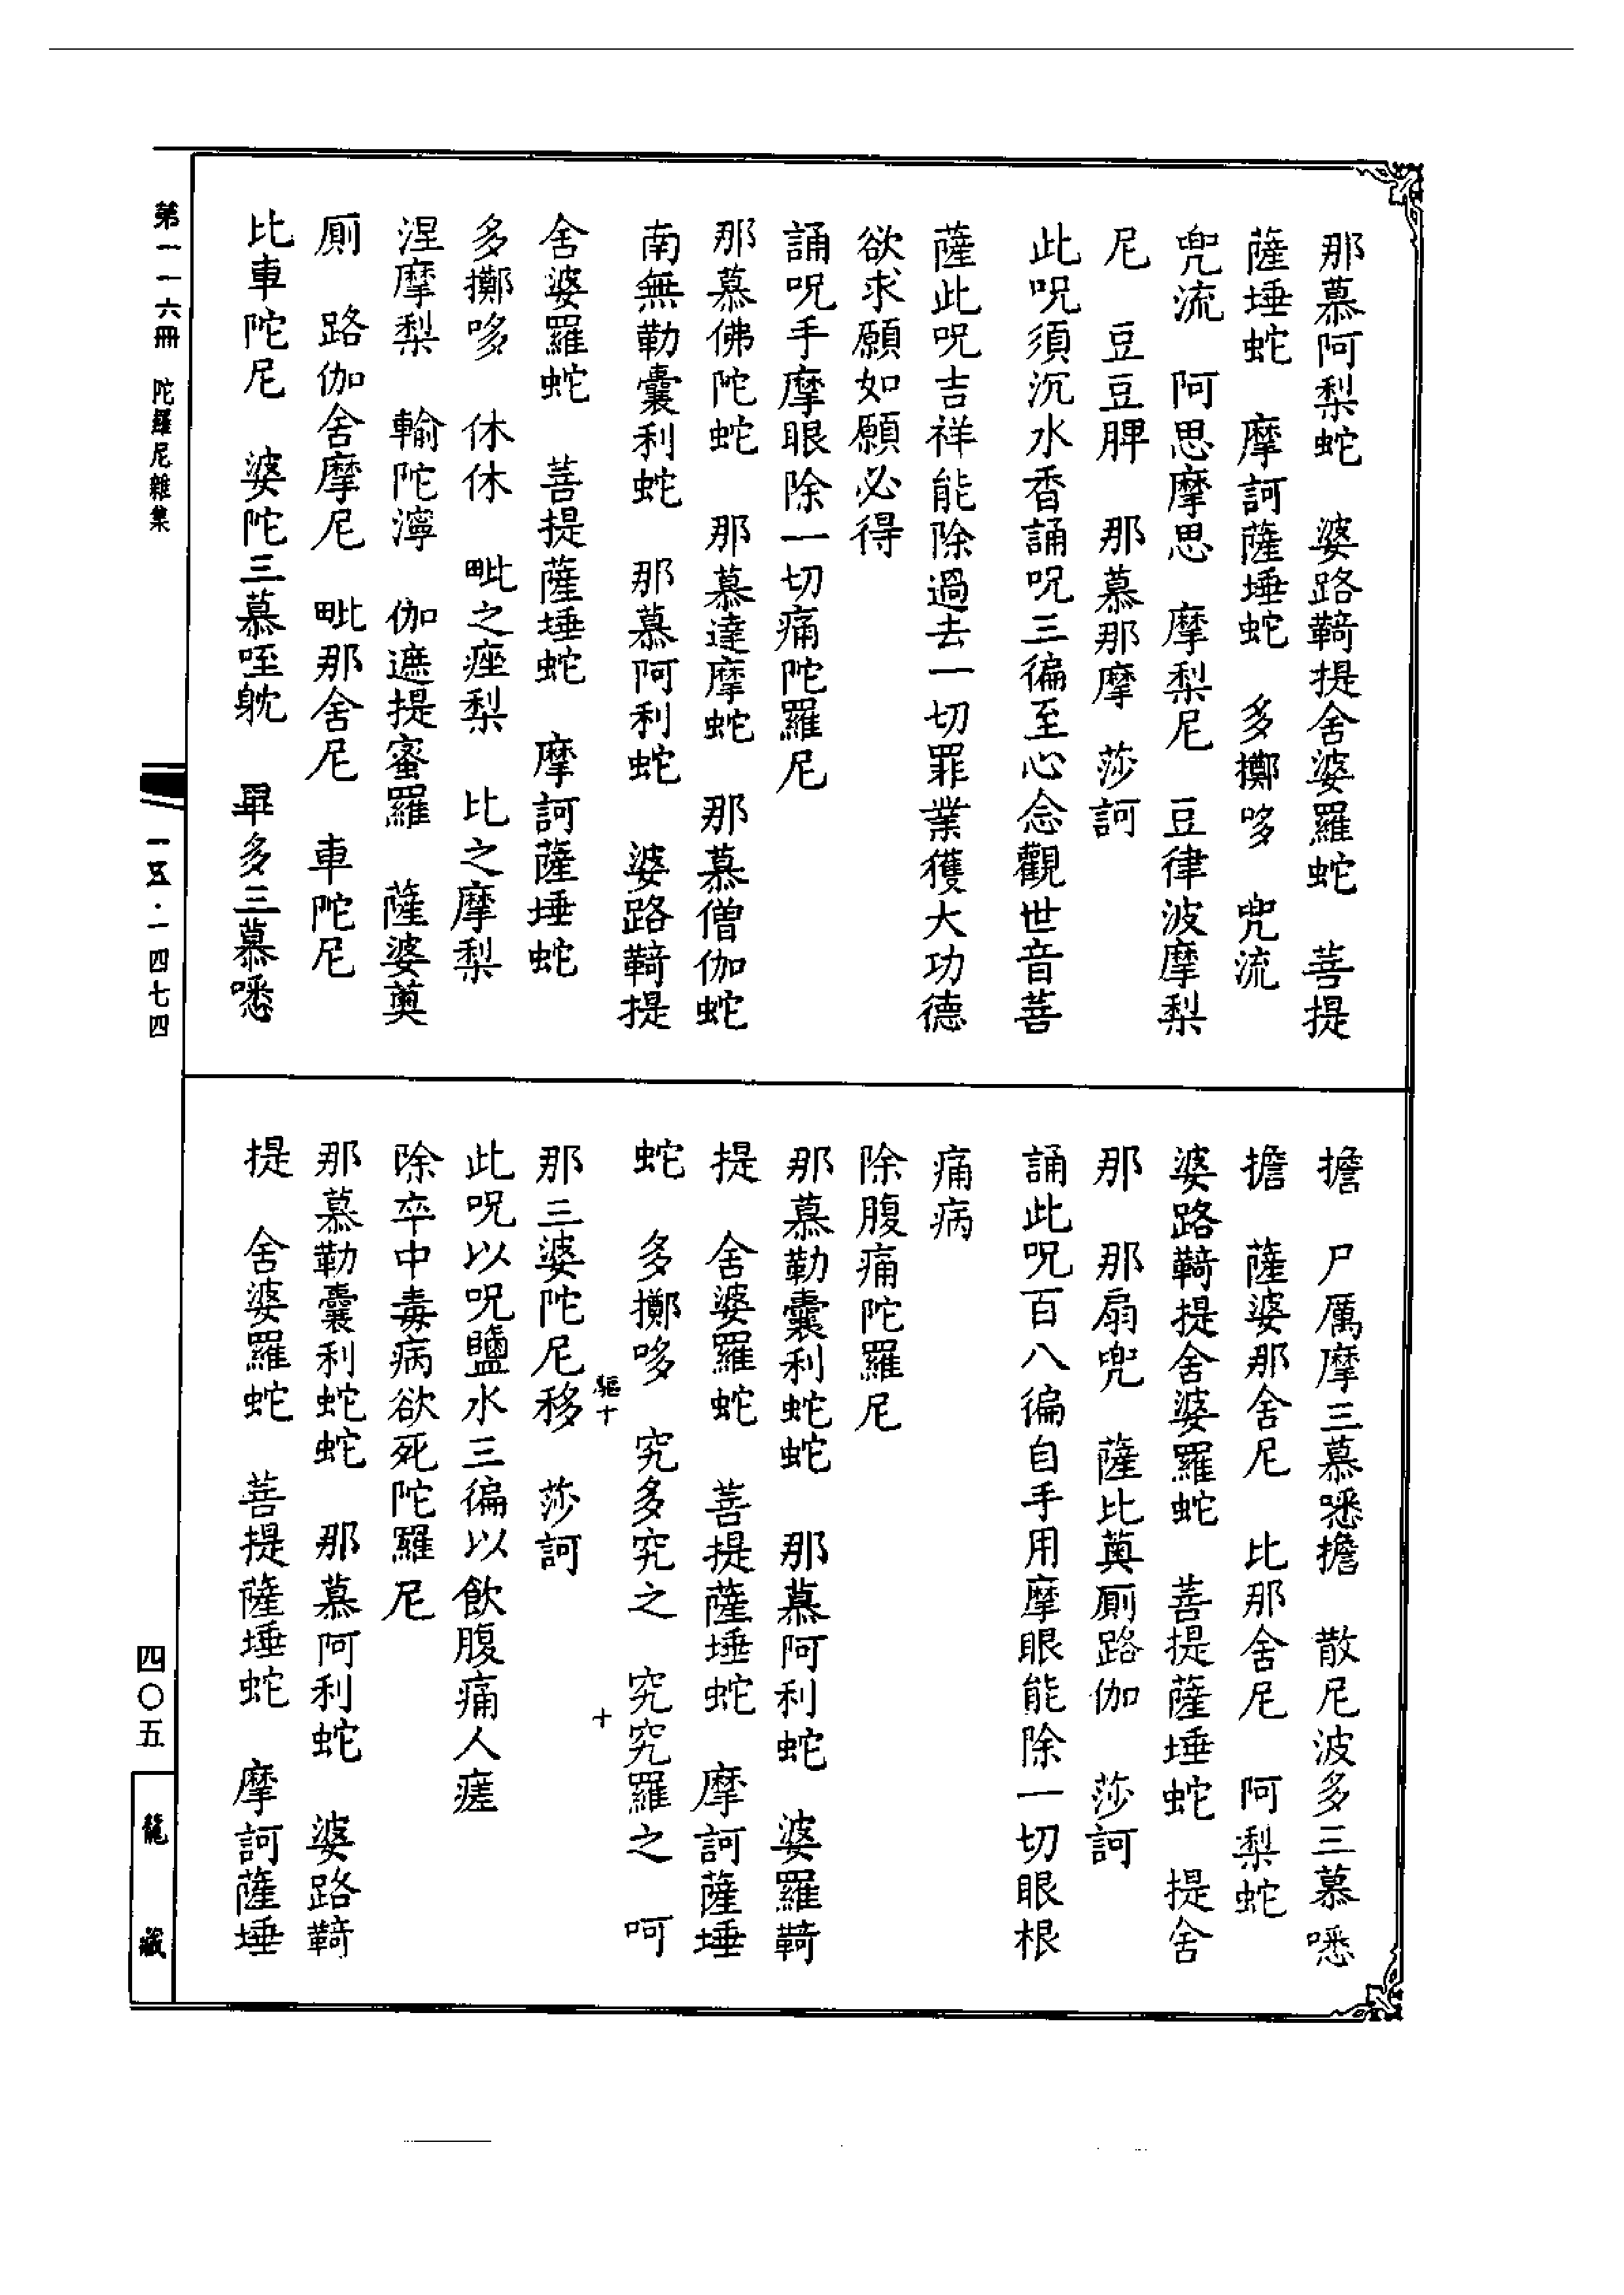 那慕阿梨蛇　婆路鞫提舍婆羅蛇　菩提
薩埵蛇　摩訶薩埵蛇　多擲哆　兜流
兜流　阿思摩思　摩梨尼　豆律波摩梨
尼　豆豆脾　那慕那摩　莎訶
此呪須沉水香誦呪三徧至心念觀世音菩
薩此呪吉祥能除過去一切罪業獲大功德
欲求願如願必得
誦呪手摩眼除一切痛陀羅尼
那慕佛陀蛇　那慕達摩蛇　那慕僧伽蛇
南無勒囊利蛇　那慕阿利蛇　婆路鞫提
舍婆羅蛇　菩提薩埵蛇　摩訶薩埵蛇
多擲哆　休休　毗之痤梨　比之摩梨
涅摩梨　輸陀濘　伽遮提蜜羅　薩婆薁
廁　路伽舍摩尼　毗那舍尼　車陀尼
比車陀尼　婆陀三慕咥躭　畢多三慕㗭
擔　尸厲摩三慕㗭擔　散尼波多三慕㗭
擔　薩婆那舍尼　比那舍尼　阿梨蛇
婆路鞫提舍婆羅蛇　菩提薩埵蛇　提舍
那　那扇兜　薩比薁廁路伽　莎訶
誦此呪百八徧自手用摩眼能除一切眼根
痛病
除腹痛陀羅尼
那慕勒囊利蛇蛇　那慕阿利蛇　婆羅鞫
提　舍婆羅蛇　菩提薩埵蛇　摩訶薩埵
蛇　多擲哆　究多究之　究究羅之　呵
那三婆陀尼移　莎訶
此呪以呪鹽水三徧以飲腹痛人瘥
除卒中毒病欲死陀羅尼
那慕勒囊利蛇蛇　那慕阿利蛇　婆路鞫
提　舍婆羅蛇　菩提薩埵蛇　摩訶薩埵
第一一六冊　陀羅尼雜集
一五·一四七四
四〇五
龍藏
驅十
十